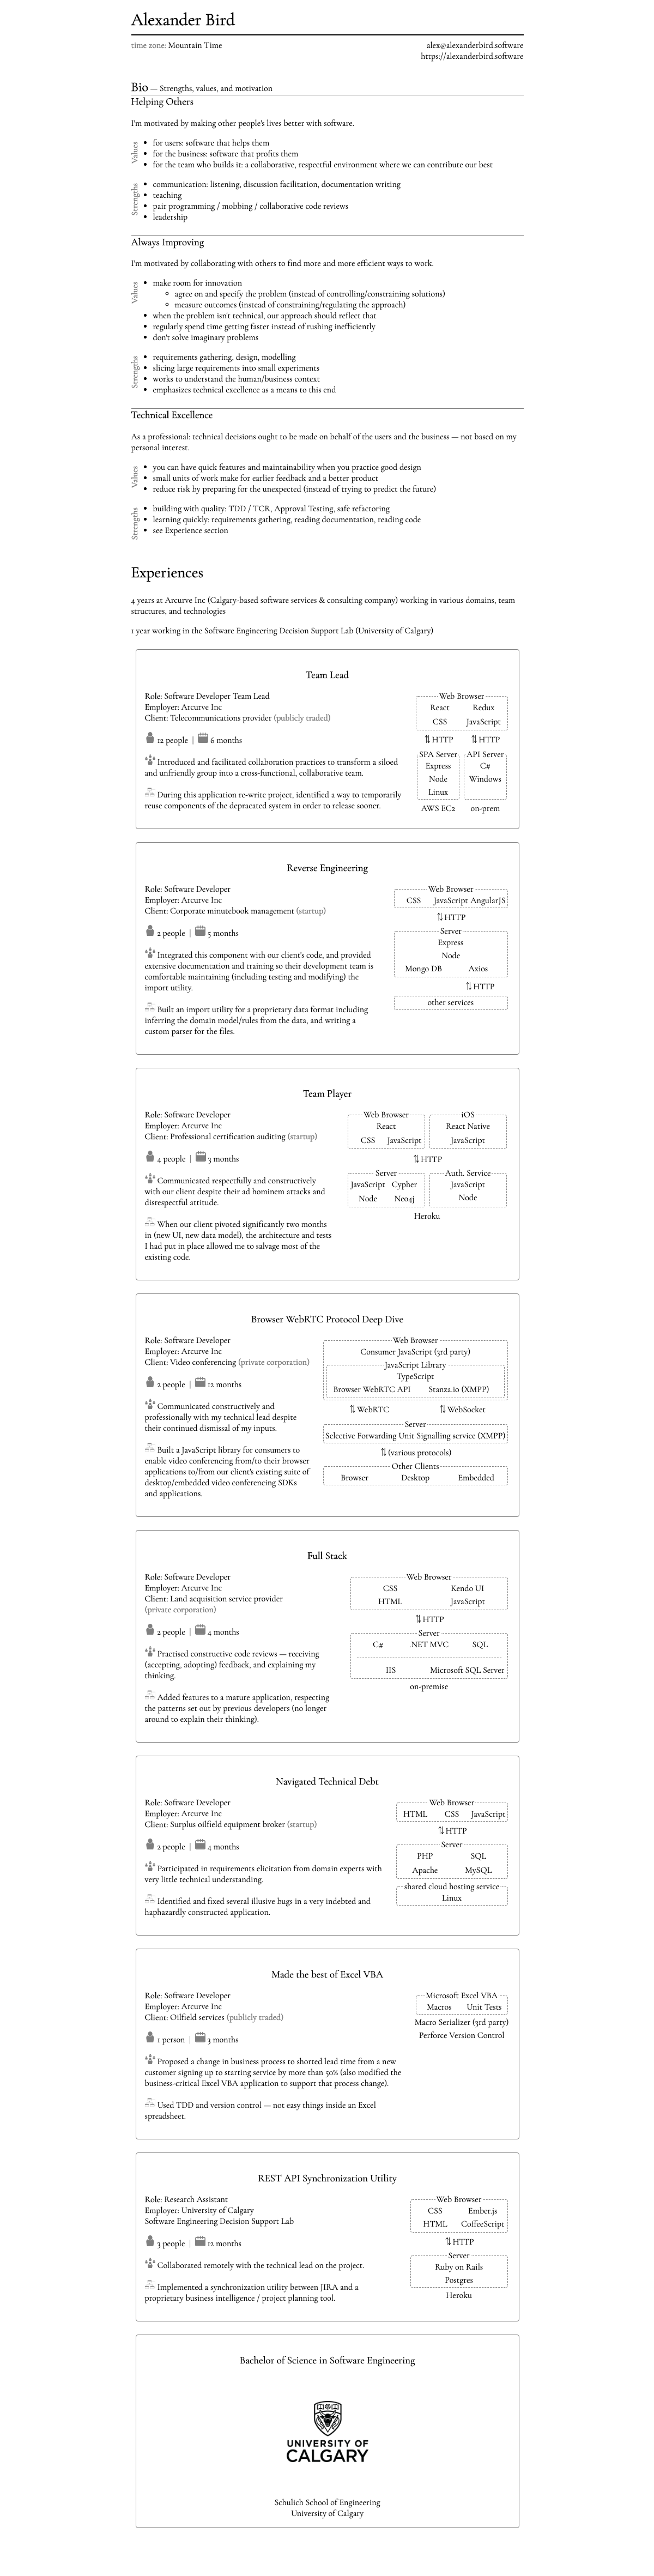 Alexander Bird
time zone: Mountain Time
alex@alexanderbird.software
https://alexanderbird.software
Bio — Strengths, values, and motivation
Helping Others
I'm motivated by making other people's lives better with software.
Values
for users: software that helps them
for the business: software that profits them
for the team who builds it: a collaborative, respectful environment where we can contribute our best
Strengths
communication: listening, discussion facilitation, documentation writing
teaching
pair programming / mobbing / collaborative code reviews
leadership
Always Improving
I'm motivated by collaborating with others to find more and more efficient ways to work.
Values
make room for innovation
agree on and specify the problem (instead of controlling/constraining solutions)
measure outcomes (instead of constraining/regulating the approach)
when the problem isn't technical, our approach should reflect that
regularly spend time getting faster instead of rushing inefficiently
don't solve imaginary problems
Strengths
requirements gathering, design, modelling
slicing large requirements into small experiments
works to understand the human/business context
emphasizes technical excellence as a means to this end
Technical Excellence
As a professional: technical decisions ought to be made on behalf of the users and the business — not based on my
personal interest.
Values
you can have quick features and maintainability when you practice good design
small units of work make for earlier feedback and a better product
reduce risk by preparing for the unexpected (instead of trying to predict the future)
Strengths
building with quality: TDD / TCR, Approval Testing, safe refactoring
learning quickly: requirements gathering, reading documentation, reading code
see Experience section
Experiences
4 years at Arcurve Inc (Calgary-based software services & consulting company) working in various domains, team
structures, and technologies
1 year working in the Software Engineering Decision Support Lab (University of Calgary)
Team Lead
Role: Software Developer Team Lead
Employer: Arcurve Inc
Client: Telecommunications provider (publicly traded)
12 people | 6 months
Introduced and facilitated collaboration practices to transform a siloed
and unfriendly group into a cross-functional, collaborative team.
During this application re-write project, identified a way to temporarily
reuse components of the depracated system in order to release sooner.
Web Browser
React Redux
CSS JavaScript
⇅ HTTP ⇅ HTTP
SPA Server API Server
Express C#
Node Windows
Linux
AWS EC2 on-prem
Reverse Engineering
Role: Software Developer
Employer: Arcurve Inc
Client: Corporate minutebook management (startup)
2 people | 5 months
Integrated this component with our client's code, and provided
extensive documentation and training so their development team is
comfortable maintaining (including testing and modifying) the
import utility.
Built an import utility for a proprietary data format including
inferring the domain model/rules from the data, and writing a
custom parser for the files.
Web Browser
CSS JavaScript AngularJS
⇅ HTTP
Server
Express
Node
Mongo DB Axios
⇅ HTTP
other services
Team Player
Role: Software Developer
Employer: Arcurve Inc
Client: Professional certification auditing (startup)
4 people | 3 months
Communicated respectfully and constructively
with our client despite their ad hominem attacks and
disrespectful attitude.
When our client pivoted significantly two months
in (new UI, new data model), the architecture and tests
I had put in place allowed me to salvage most of the
existing code.
Web Browser iOS
React React Native
CSS JavaScript JavaScript
⇅ HTTP
Server Auth. Service
JavaScript Cypher JavaScript
Node Neo4j Node
Heroku
Browser WebRTC Protocol Deep Dive
Role: Software Developer
Employer: Arcurve Inc
Client: Video conferencing (private corporation)
2 people | 12 months
Communicated constructively and
professionally with my technical lead despite
their continued dismissal of my inputs.
Built a JavaScript library for consumers to
enable video conferencing from/to their browser
applications to/from our client's existing suite of
desktop/embedded video conferencing SDKs
and applications.
Web Browser
Consumer JavaScript (3rd party)
JavaScript Library
TypeScript
Browser WebRTC API Stanza.io (XMPP)
⇅ WebRTC ⇅ WebSocket
Server
Selective Forwarding Unit Signalling service (XMPP)
⇅ (various protocols)
Other Clients
Browser Desktop Embedded
Full Stack
Role: Software Developer
Employer: Arcurve Inc
Client: Land acquisition service provider
(private corporation)
2 people | 4 months
Practised constructive code reviews — receiving
(accepting, adopting) feedback, and explaining my
thinking.
Added features to a mature application, respecting
the patterns set out by previous developers (no longer
around to explain their thinking).
Web Browser
CSS Kendo UI
HTML JavaScript
⇅ HTTP
Server
C# .NET MVC SQL
IIS Microsoft SQL Server
on-premise
Navigated Technical Debt
Role: Software Developer
Employer: Arcurve Inc
Client: Surplus oilfield equipment broker (startup)
2 people | 4 months
Participated in requirements elicitation from domain experts with
very little technical understanding.
Identified and fixed several illusive bugs in a very indebted and
haphazardly constructed application.
Web Browser
HTML CSS JavaScript
⇅ HTTP
Server
PHP SQL
Apache MySQL
shared cloud hosting service
Linux
Made the best of Excel VBA
Role: Software Developer
Employer: Arcurve Inc
Client: Oilfield services (publicly traded)
1 person | 3 months
Proposed a change in business process to shorted lead time from a new
customer signing up to starting service by more than 50% (also modified the
business-critical Excel VBA application to support that process change).
Used TDD and version control — not easy things inside an Excel
spreadsheet.
Microsoft Excel VBA
Macros Unit Tests
Macro Serializer (3rd party)
Perforce Version Control
REST API Synchronization Utility
Role: Research Assistant
Employer: University of Calgary
Software Engineering Decision Support Lab
3 people | 12 months
Collaborated remotely with the technical lead on the project.
Implemented a synchronization utility between JIRA and a
proprietary business intelligence / project planning tool.
Web Browser
CSS Ember.js
HTML CoffeeScript
⇅ HTTP
Server
Ruby on Rails
Postgres
Heroku
Bachelor of Science in Software Engineering
UNIVERSITY OF
CALGARY
Schulich School of Engineering
University of Calgary